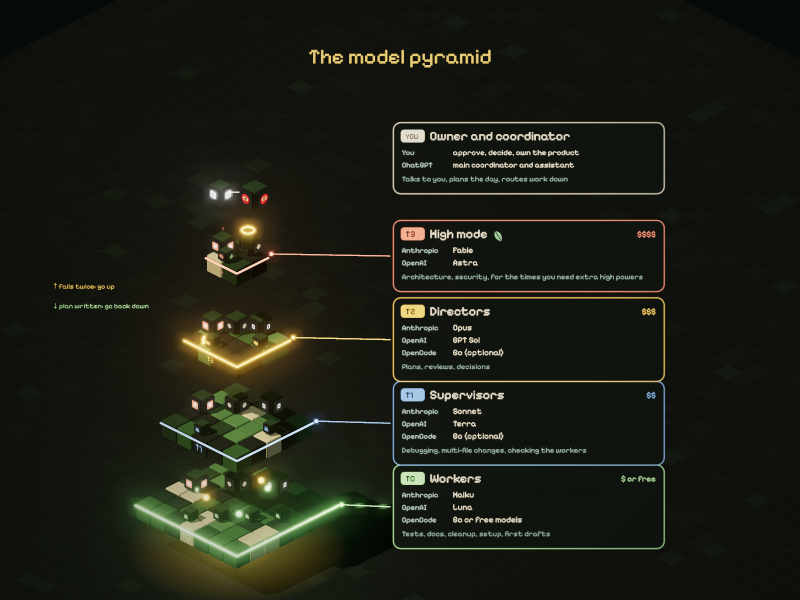 The model pyramid
YOU Owner and coordinator
You approve, decide, own the product
ChatGPT main coordinator and assistant
Talks to you, plans the day, routes work down
T3 High mode $$$$
Anthropic Fable
OpenAI Astra
Architecture, security, for the times you need extra high powers
↑ Fails twice: go up
↓ plan written: go back down
T2 Directors $$$
Anthropic Opus
OpenAI GPT Sol
OpenCode Go (optional)
Plans, reviews, decisions
T2
T1 Supervisors $$
Anthropic Sonnet
OpenAI Terra
OpenCode Go (optional)
Debugging, multi-file changes, checking the workers
T1
T0 Workers $ or free
Anthropic Haiku
OpenAI Luna
OpenCode Go or free models
Tests, docs, cleanup, setup, first drafts